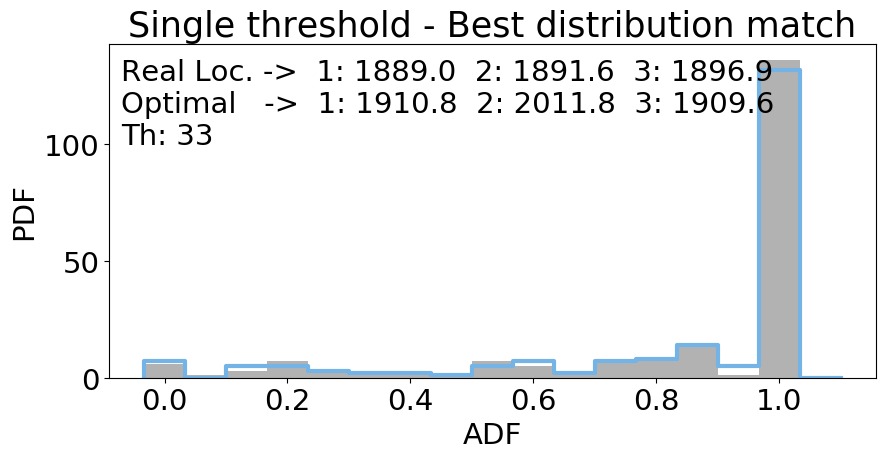 Single threshold - Best distribution match
Real Loc. -> 1: 1889.0 2: 1891.6 3: 1896.9
Optimal -> 1: 1910.8 2: 2011.8 3: 1909.6
Th: 33
100
50
0
PDF
0.0 0.2 0.4 0.6 0.8 1.0
ADF